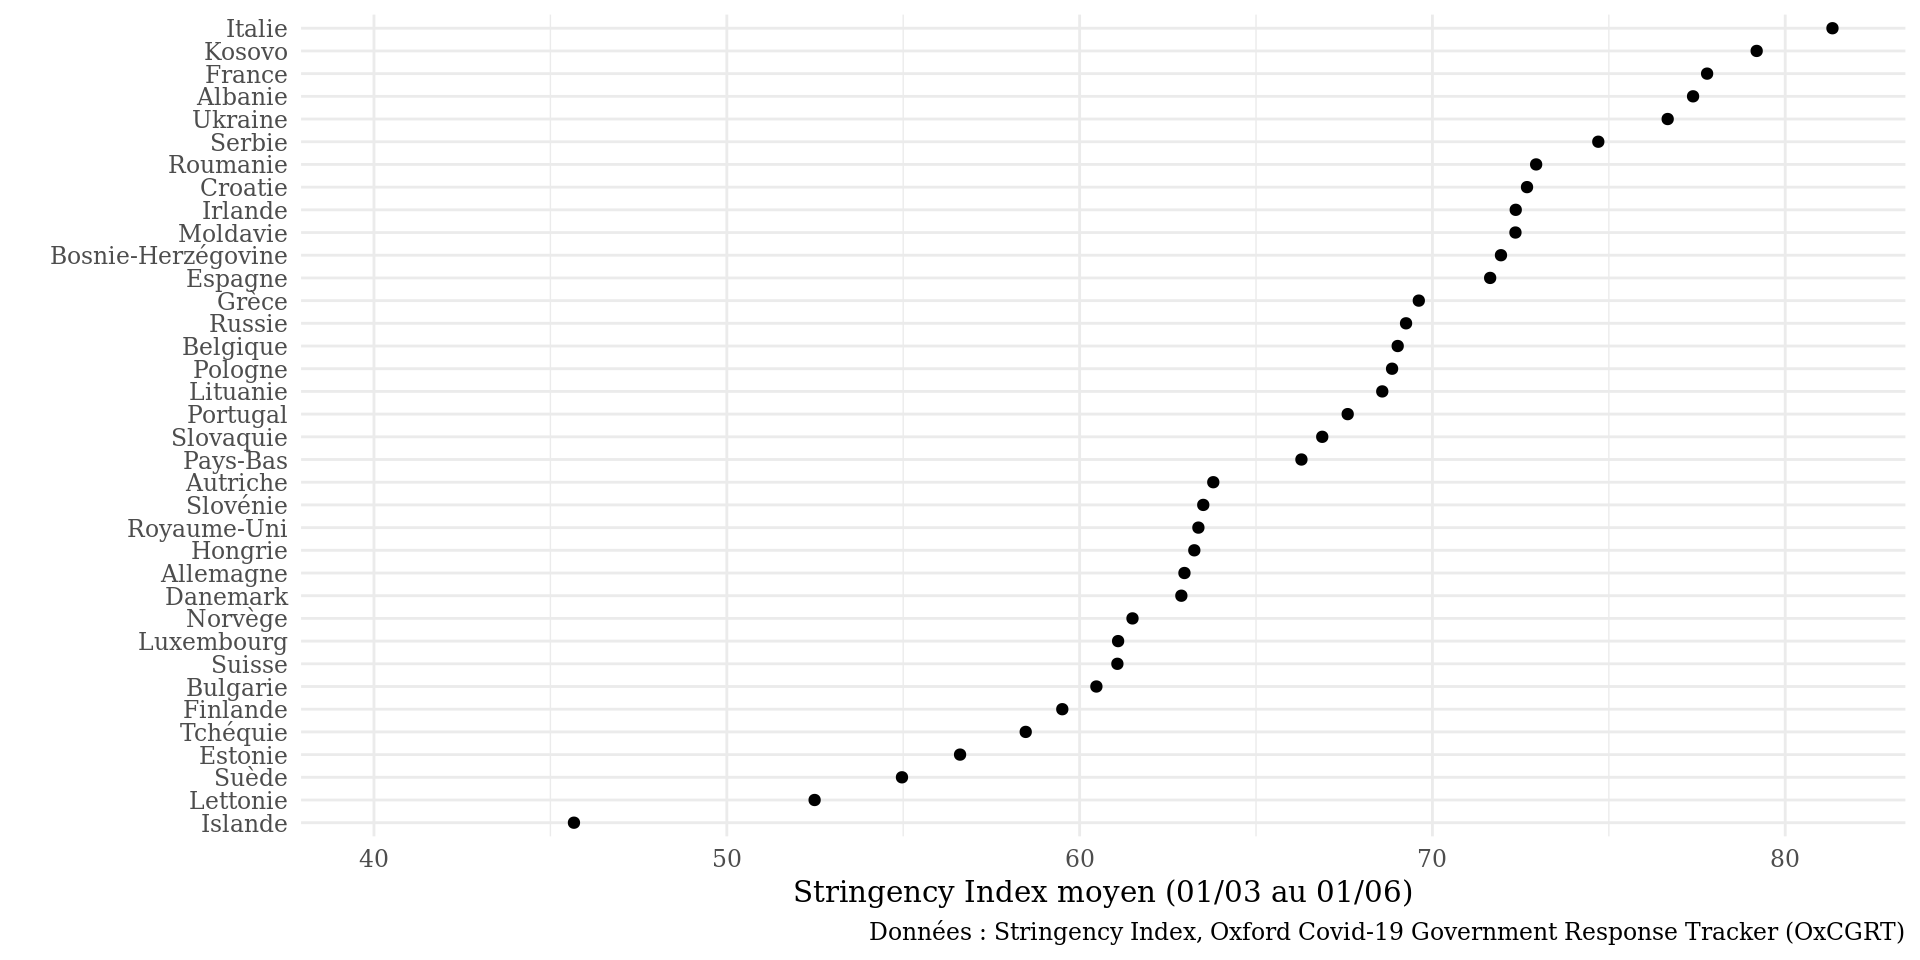 Italie
Kosovo
France
Albanie
Ukraine
Serbie
Roumanie
Croatie
Irlande
Moldavie
Bosnie-Herzégovine
Espagne
Grèce
Russie
Belgique
Pologne
Lituanie
Portugal
Slovaquie
Pays-Bas
Autriche
Slovénie
Royaume-Uni
Hongrie
Allemagne
Danemark
Norvège
Luxembourg
Suisse
Bulgarie
Finlande
Tchéquie
Estonie
Suède
Lettonie
Islande
40 50 60 70 80
Stringency Index moyen (01/03 au 01/06)
Données : Stringency Index, Oxford Covid-19 Government Response Tracker (OxCGRT)